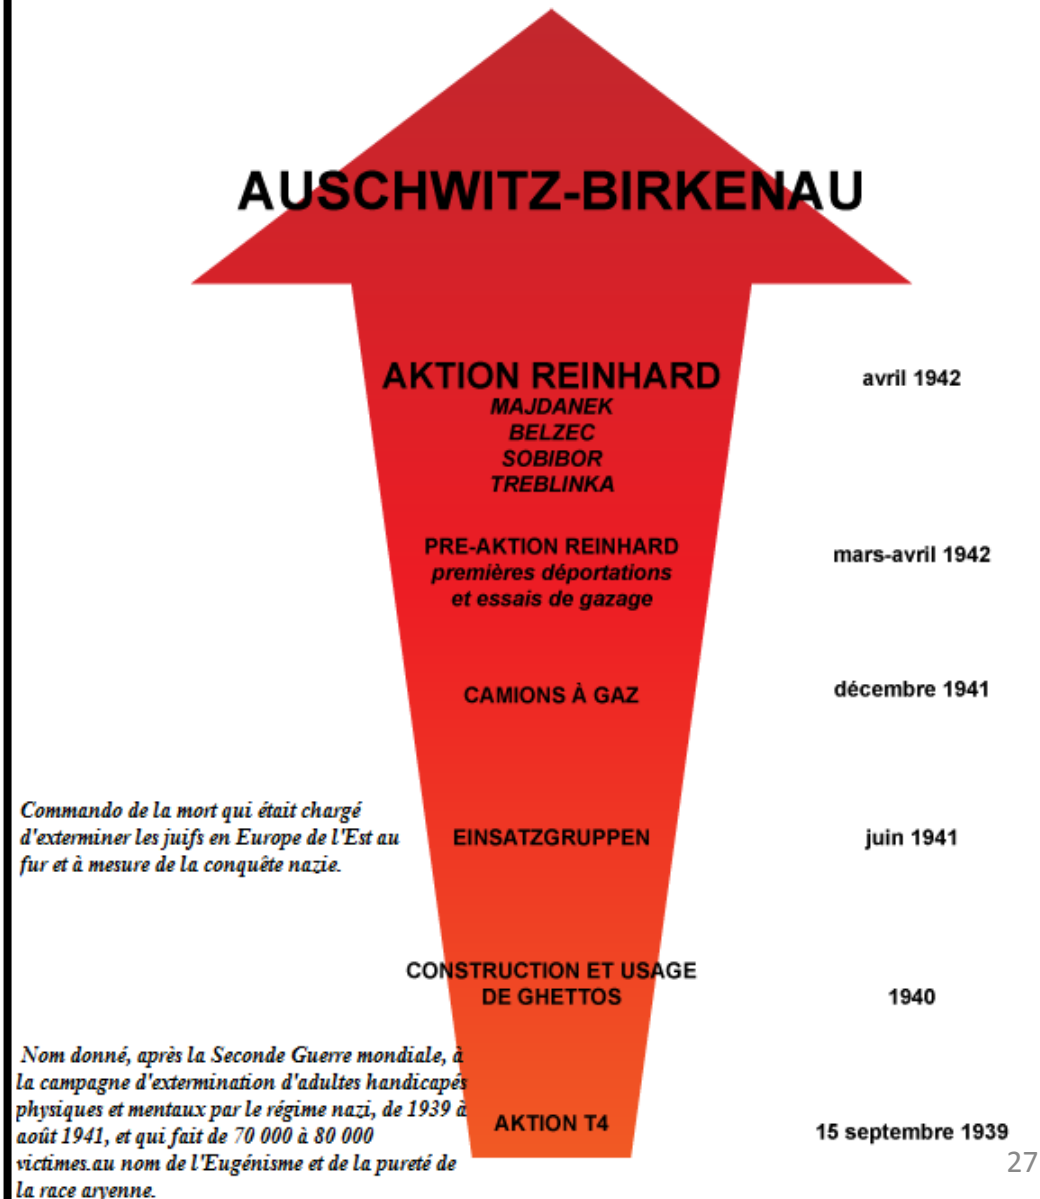 AUSCHWITZ-BIRKENAU
AKTION REINHARD
MAJDANEK
BELZEC
SOBIBOR
TREBLINKA
avril 1942
PRE-AKTION REINHARD
premières déportations
et essais de gazage
mars-avril 1942
CAMIONS À GAZ
décembre 1941
Commando de la mort qui était chargé
d'exterminer les juifs en Europe de l'Est au
fur et à mesure de la conquête nazie.
EINSATZGRUPPEN
juin 1941
CONSTRUCTION ET USAGE
DE GHETTOS
1940
Nom donné, après la Seconde Guerre mondiale, à
la campagne d'extermination d'adultes handicapés
physiques et mentaux par le régime nazi, de 1939 à
août 1941, et qui fait de 70 000 à 80 000
victimes.au nom de l'Eugénisme et de la pureté de
la race aryenne.
AKTION T4
15 septembre 1939
27